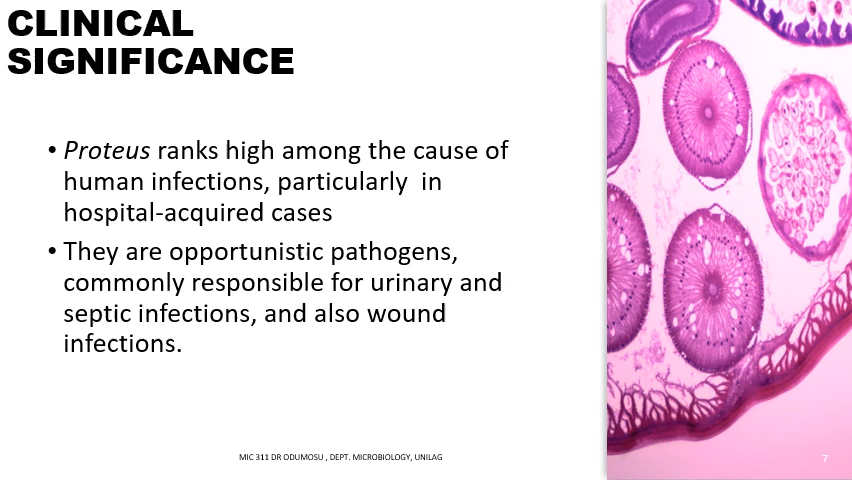 CLINICAL
SIGNIFICANCE
• Proteus ranks high among the cause of
human infections, particularly  in
hospital-acquired cases
• They are opportunistic pathogens,
commonly responsible for urinary and
septic infections, and also wound
infections.
MIC 311 DR ODUMOSU , DEPT. MICROBIOLOGY, UNILAG
7